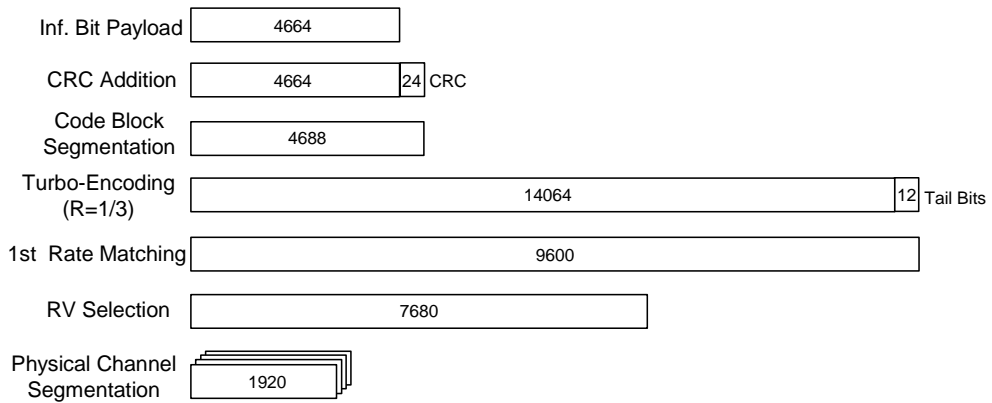 Inf. Bit Payload 4664
CRC Addition 4664 24 CRC
Code Block
Segmentation 4688
Turbo-Encoding
(R=1/3) 14064 12 Tail Bits
1st Rate Matching 9600
RV Selection 7680
Physical Channel
Segmentation 1920